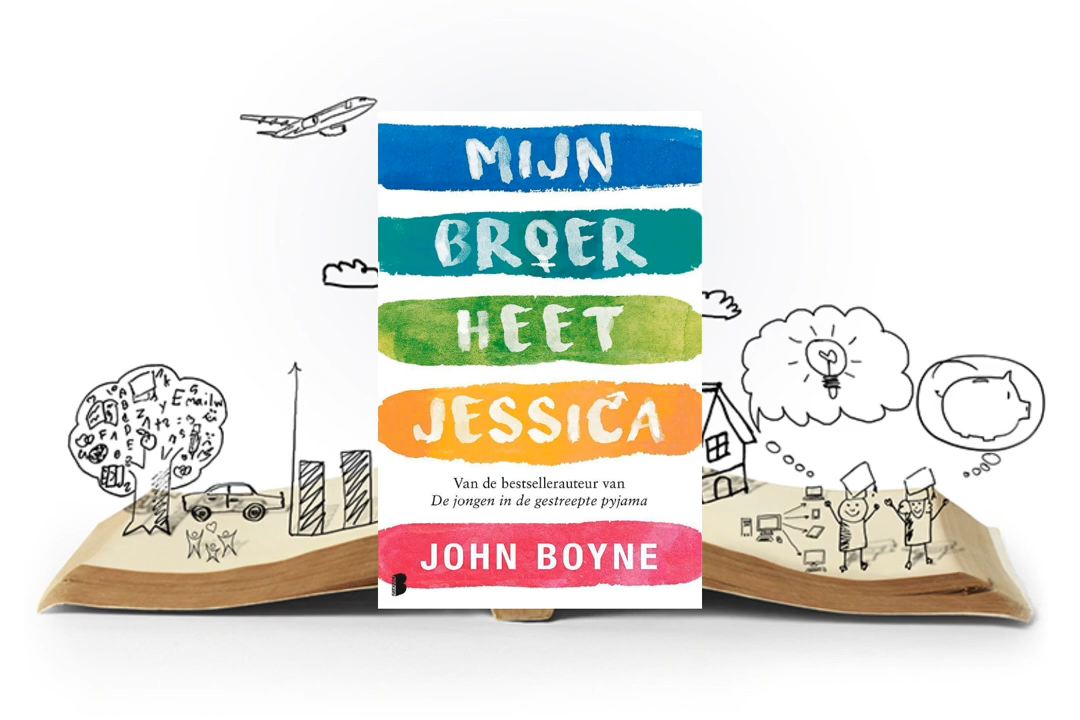 MIJN
BROER
HEET
JESSICA
Van de bestsellerauteur van
De jongen in de gestreepte pyjama
JOHN BOYNE
B